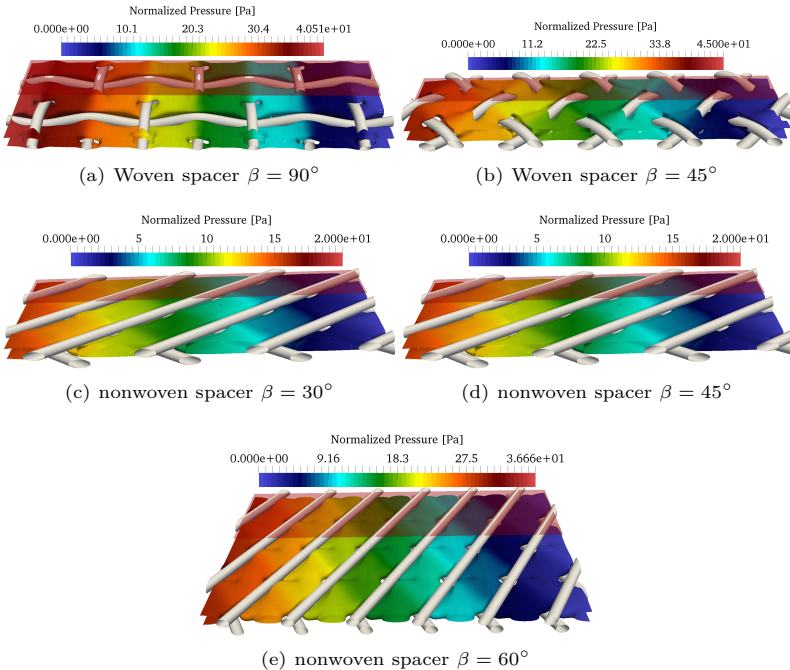 Normalized Pressure [Pa]
0.000e+00 10.1 20.3 30.4 4.051e+01
(a) Woven spacer β = 90°
Normalized Pressure [Pa]
0.000e+00 11.2 22.5 33.8 4.500e+01
(b) Woven spacer β = 45°
Normalized Pressure [Pa]
0.000e+00 5 10 15 2.000e+01
(c) nonwoven spacer β = 30°
Normalized Pressure [Pa]
0.000e+00 5 10 15 2.000e+01
(d) nonwoven spacer β = 45°
Normalized Pressure [Pa]
0.000e+00 9.16 18.3 27.5 3.666e+01
(e) nonwoven spacer β = 60°